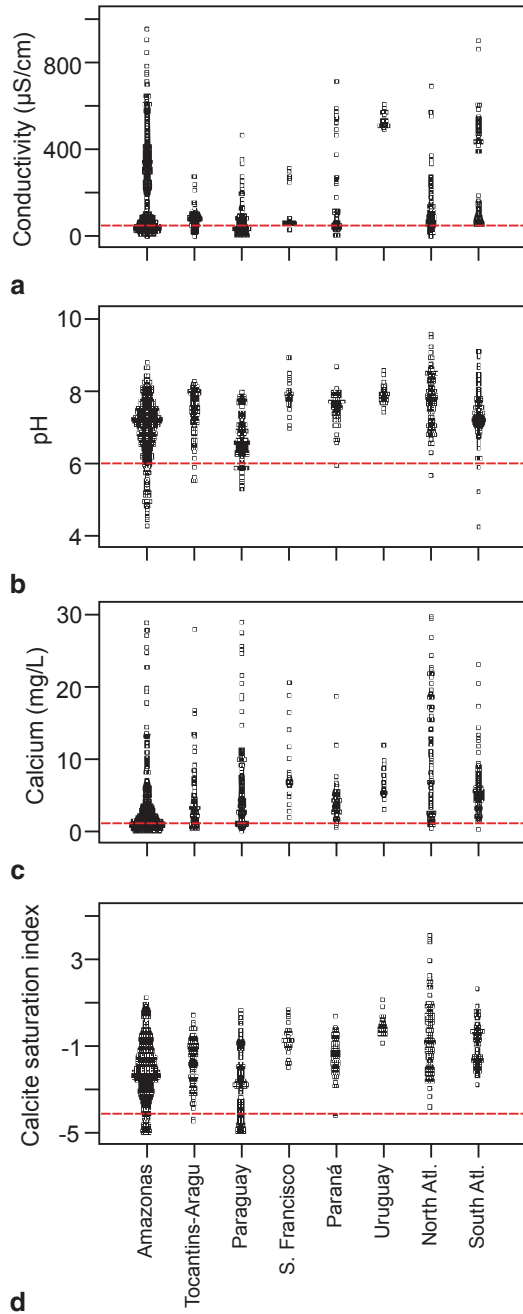 Conductivity (µS/cm)
800
400
0
a
pH
10
8
6
4
b
Calcium (mg/L)
30
20
10
0
c
Calcite saturation index
3
-1
-5
Amazonas
Tocantins-Aragu
Paraguay
S. Francisco
Paraná
Uruguay
North Atl.
South Atl.
d